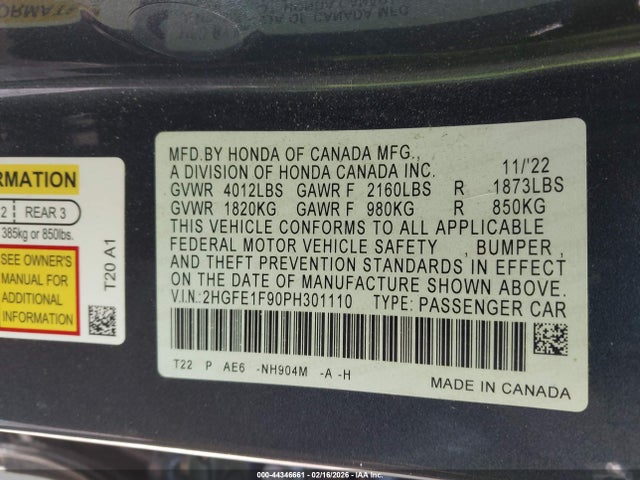 ORMATION
2 REAR 3
385kg or 850lbs.
SEE OWNER'S
MANUAL FOR
ADDITIONAL
INFORMATION
T20 A1
MFD.BY HONDA OF CANADA MFG.,
A DIVISION OF HONDA CANADA INC. 11/'22
GVWR 4012LBS GAWR F 2160LBS R 1873LBS
GVWR 1820KG GAWR F 980KG R 850KG
THIS VEHICLE CONFORMS TO ALL APPLICABLE
FEDERAL MOTOR VEHICLE SAFETY , BUMPER ,
AND THEFT PREVENTION STANDARDS IN EFFECT
ON THE DATE OF MANUFACTURE SHOWN ABOVE.
V.I.N.:2HGFE1F90PH301110 TYPE: PASSENGER CAR
T22 P AE6 -NH904M -A -H
MADE IN CANADA
000-44346661 - 02/16/2026 - IAA Inc.